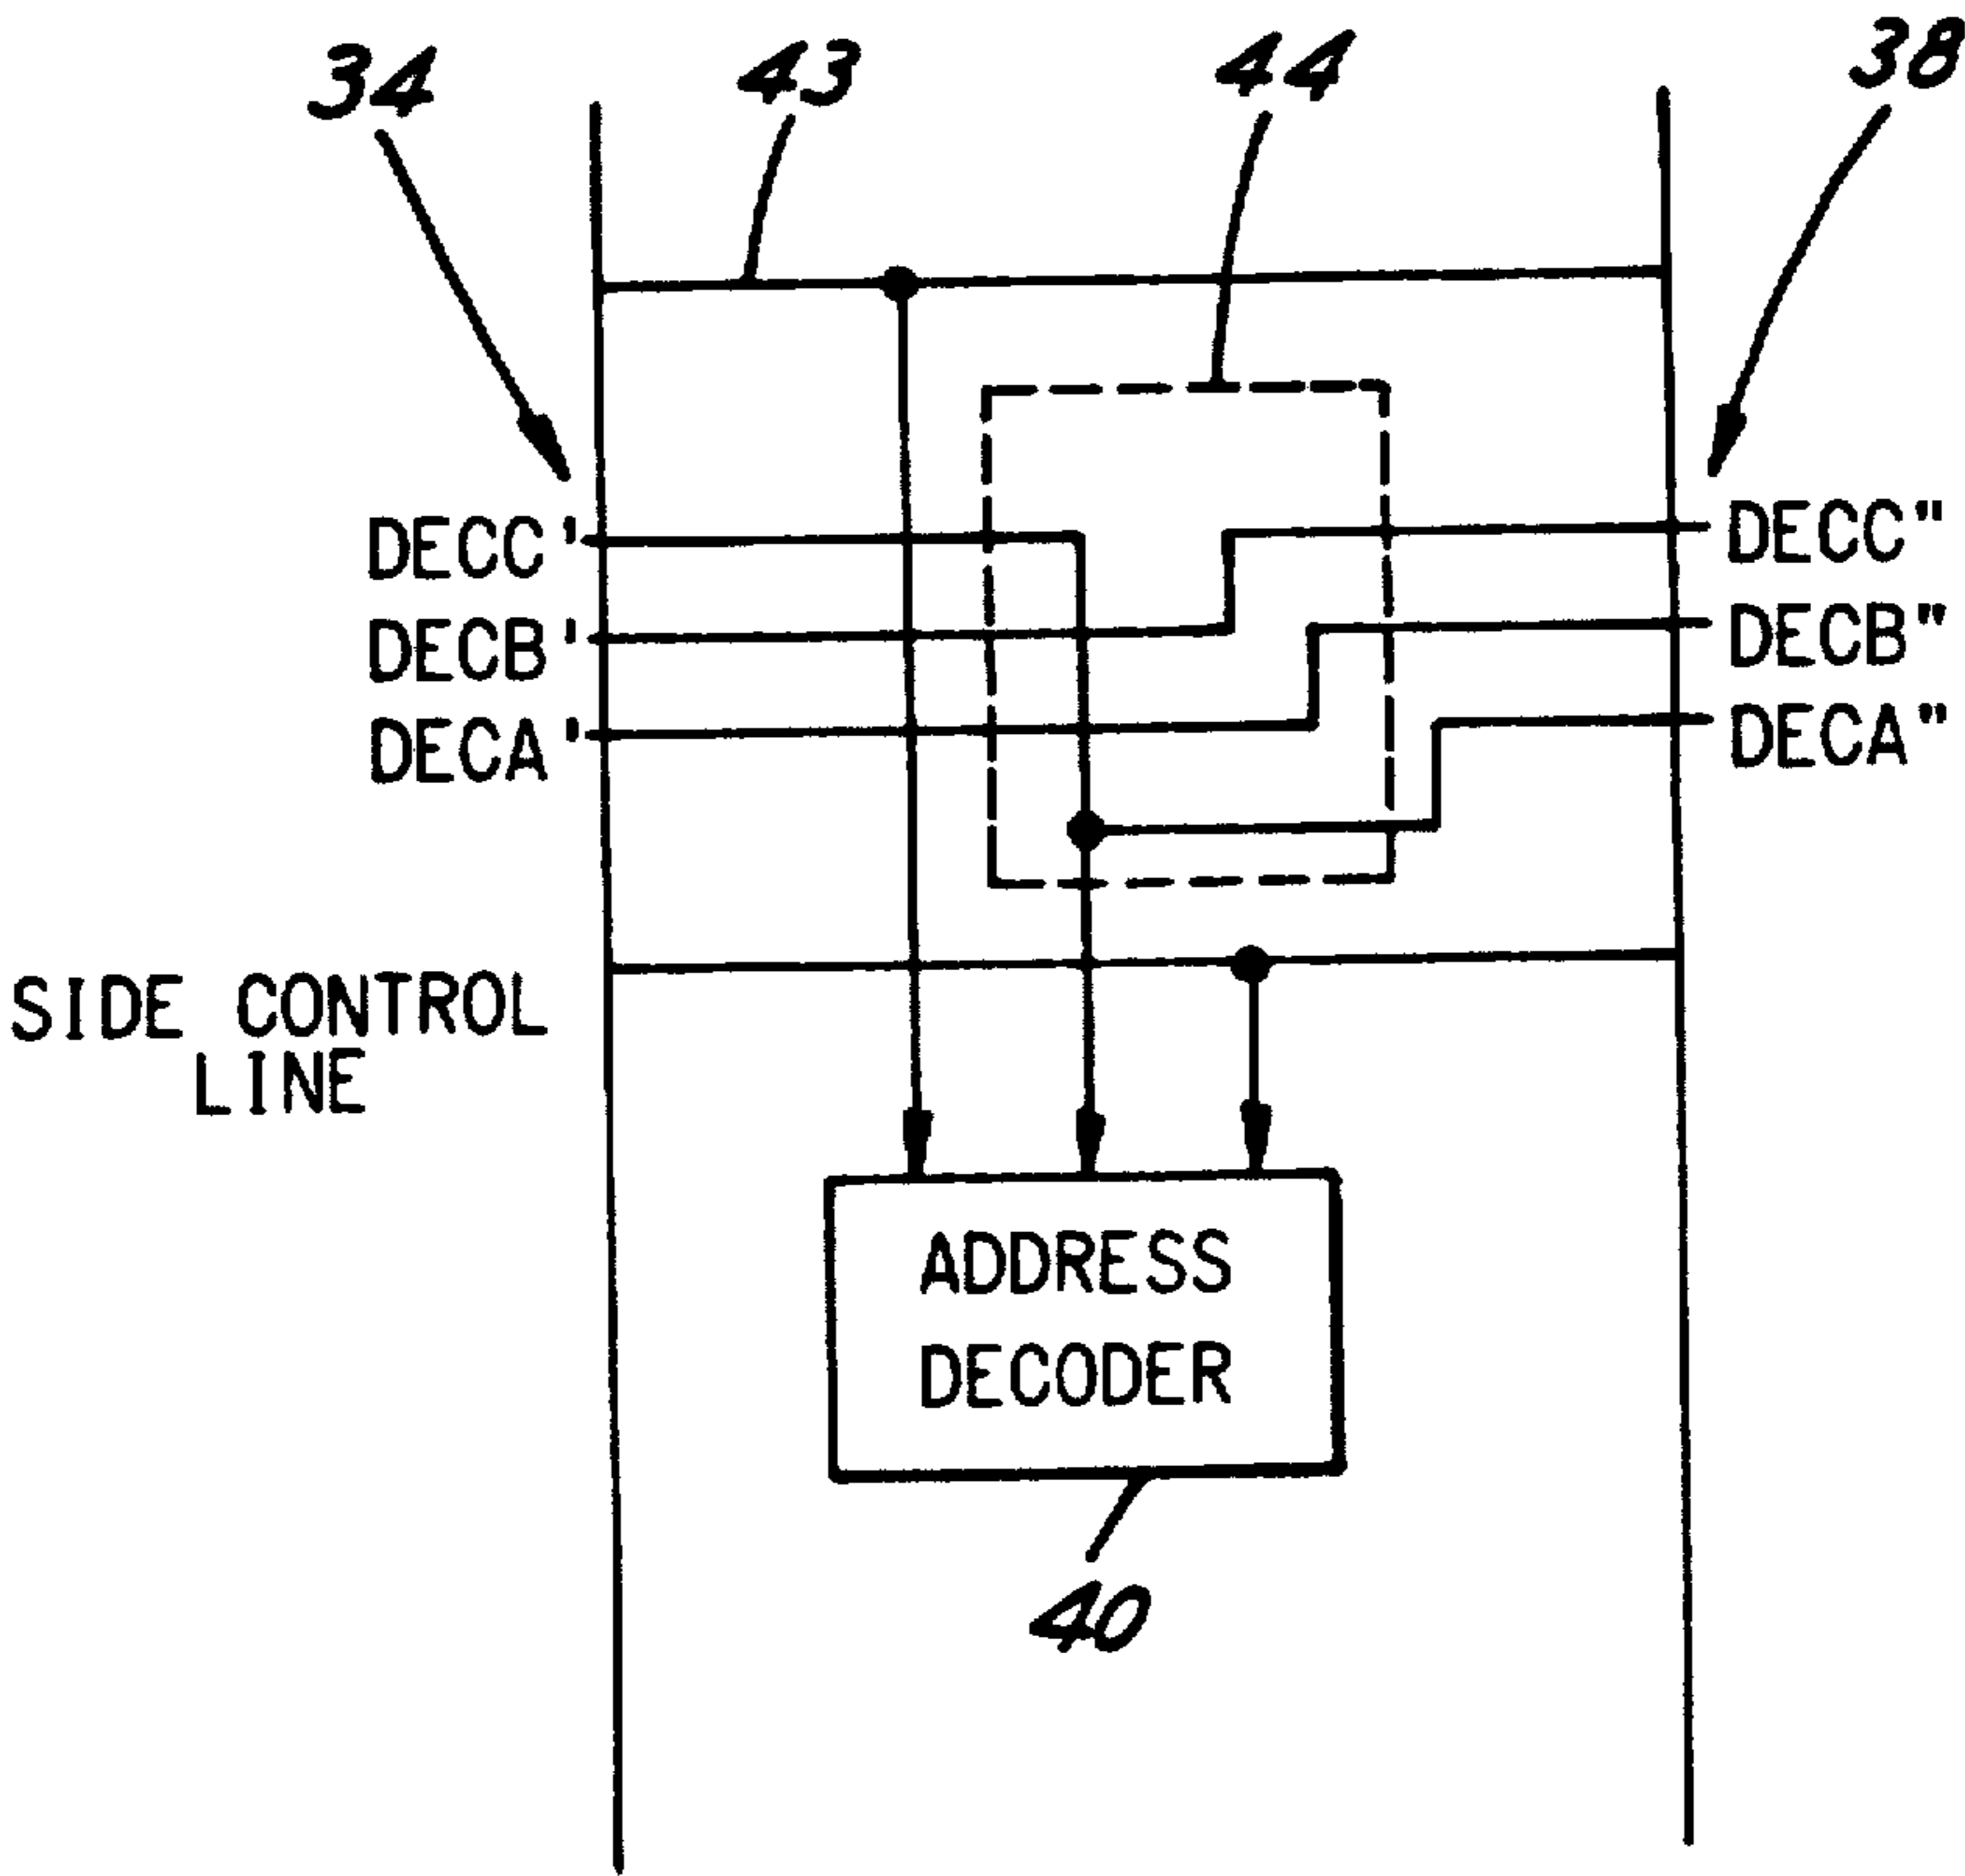 34 43 44 38
DECC' DECC"
DECB' DECB"
DECA' DECA"
SIDE CONTROL
LINE
ADDRESS
DECODER
40